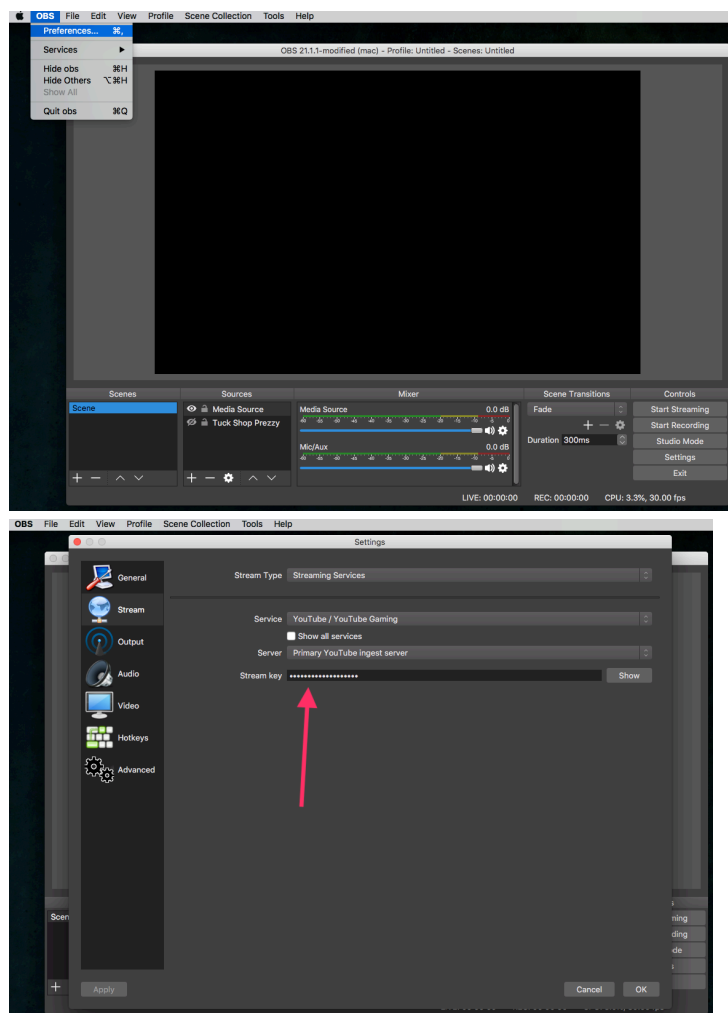 OBS File Edit View Profile Scene Collection Tools Help
Preferences... ⌘,
Services
Hide obs ⌘H
Hide Others ⌥⌘H
Show All
Quit obs ⌘Q
OBS 21.1.1-modified (mac) - Profile: Untitled - Scenes: Untitled
Scenes Sources Mixer Scene Transitions Controls
Scene Media Source Media Source 0.0 dB Fade Start Streaming
Tuck Shop Prezzy Start Recording
Mic/Aux 0.0 dB Duration 300ms Studio Mode
Settings
Exit
LIVE: 00:00:00 REC: 00:00:00 CPU: 3.3%, 30.00 fps
OBS File Edit View Profile Scene Collection Tools Help
Settings
General Stream Type Streaming Services
Stream Service YouTube / YouTube Gaming
Show all services
Output Server Primary YouTube ingest server
Audio Stream key Show
Video
Hotkeys
Advanced
Scen
ning
ding
de
s
Apply Cancel OK